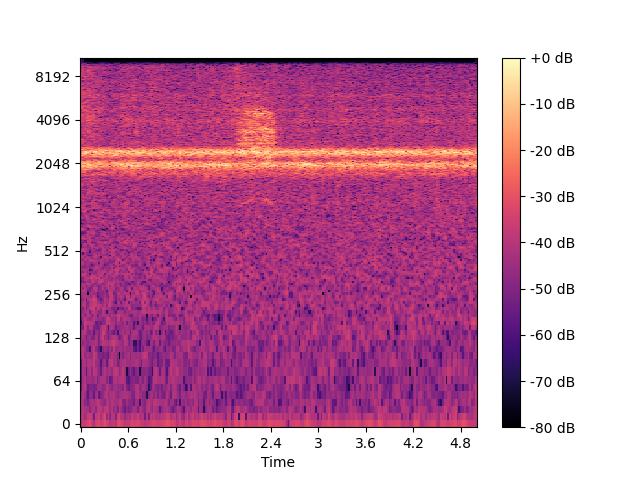 8192
4096
2048
1024
512
256
128
64
0
Hz
0 0.6 1.2 1.8 2.4 3 3.6 4.2 4.8
Time
+0 dB
-10 dB
-20 dB
-30 dB
-40 dB
-50 dB
-60 dB
-70 dB
-80 dB